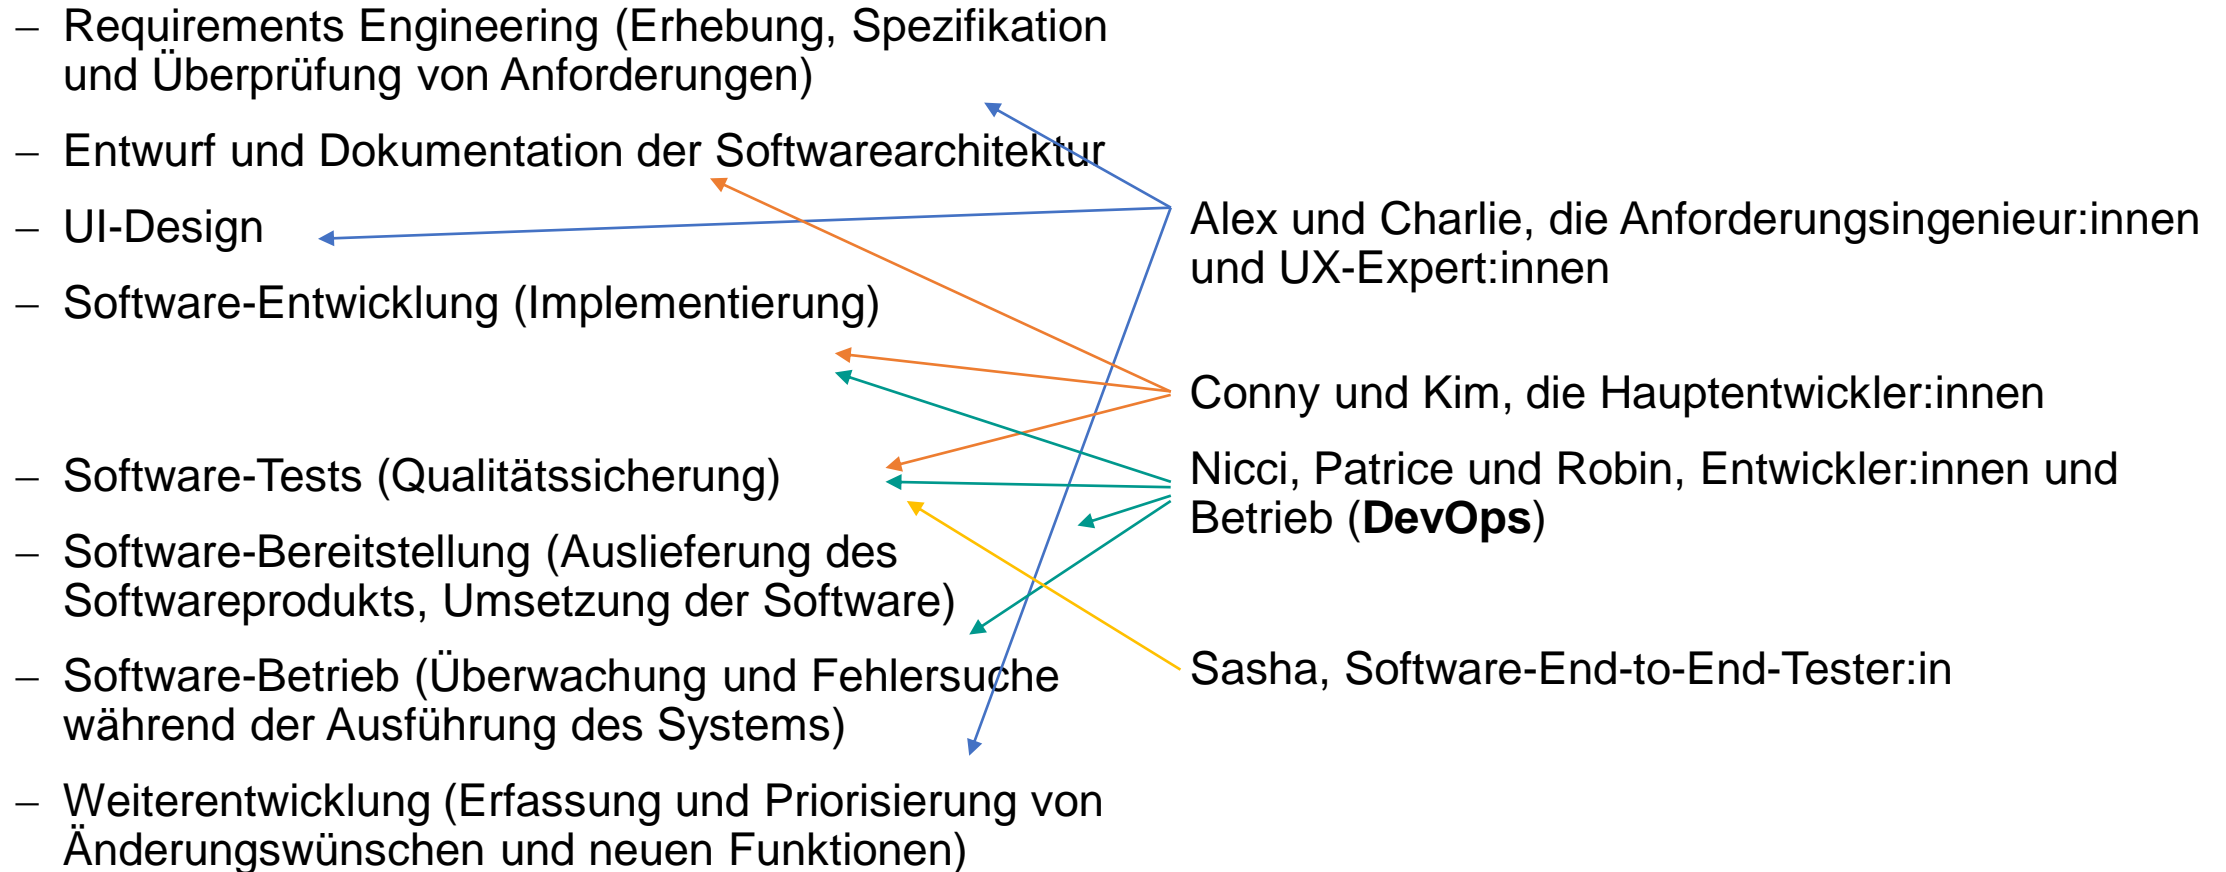 – Requirements Engineering (Erhebung, Spezifikation
und Überprüfung von Anforderungen)
– Entwurf und Dokumentation der Softwarearchitektur
– UI-Design
– Software-Entwicklung (Implementierung)
– Software-Tests (Qualitätssicherung)
– Software-Bereitstellung (Auslieferung des
Softwareprodukts, Umsetzung der Software)
– Software-Betrieb (Überwachung und Fehlersuche
während der Ausführung des Systems)
– Weiterentwicklung (Erfassung und Priorisierung von
Änderungswünschen und neuen Funktionen)
Alex und Charlie, die Anforderungsingenieur:innen
und UX-Expert:innen
Conny und Kim, die Hauptentwickler:innen
Nicci, Patrice und Robin, Entwickler:innen und
Betrieb (DevOps)
Sasha, Software-End-to-End-Tester:in